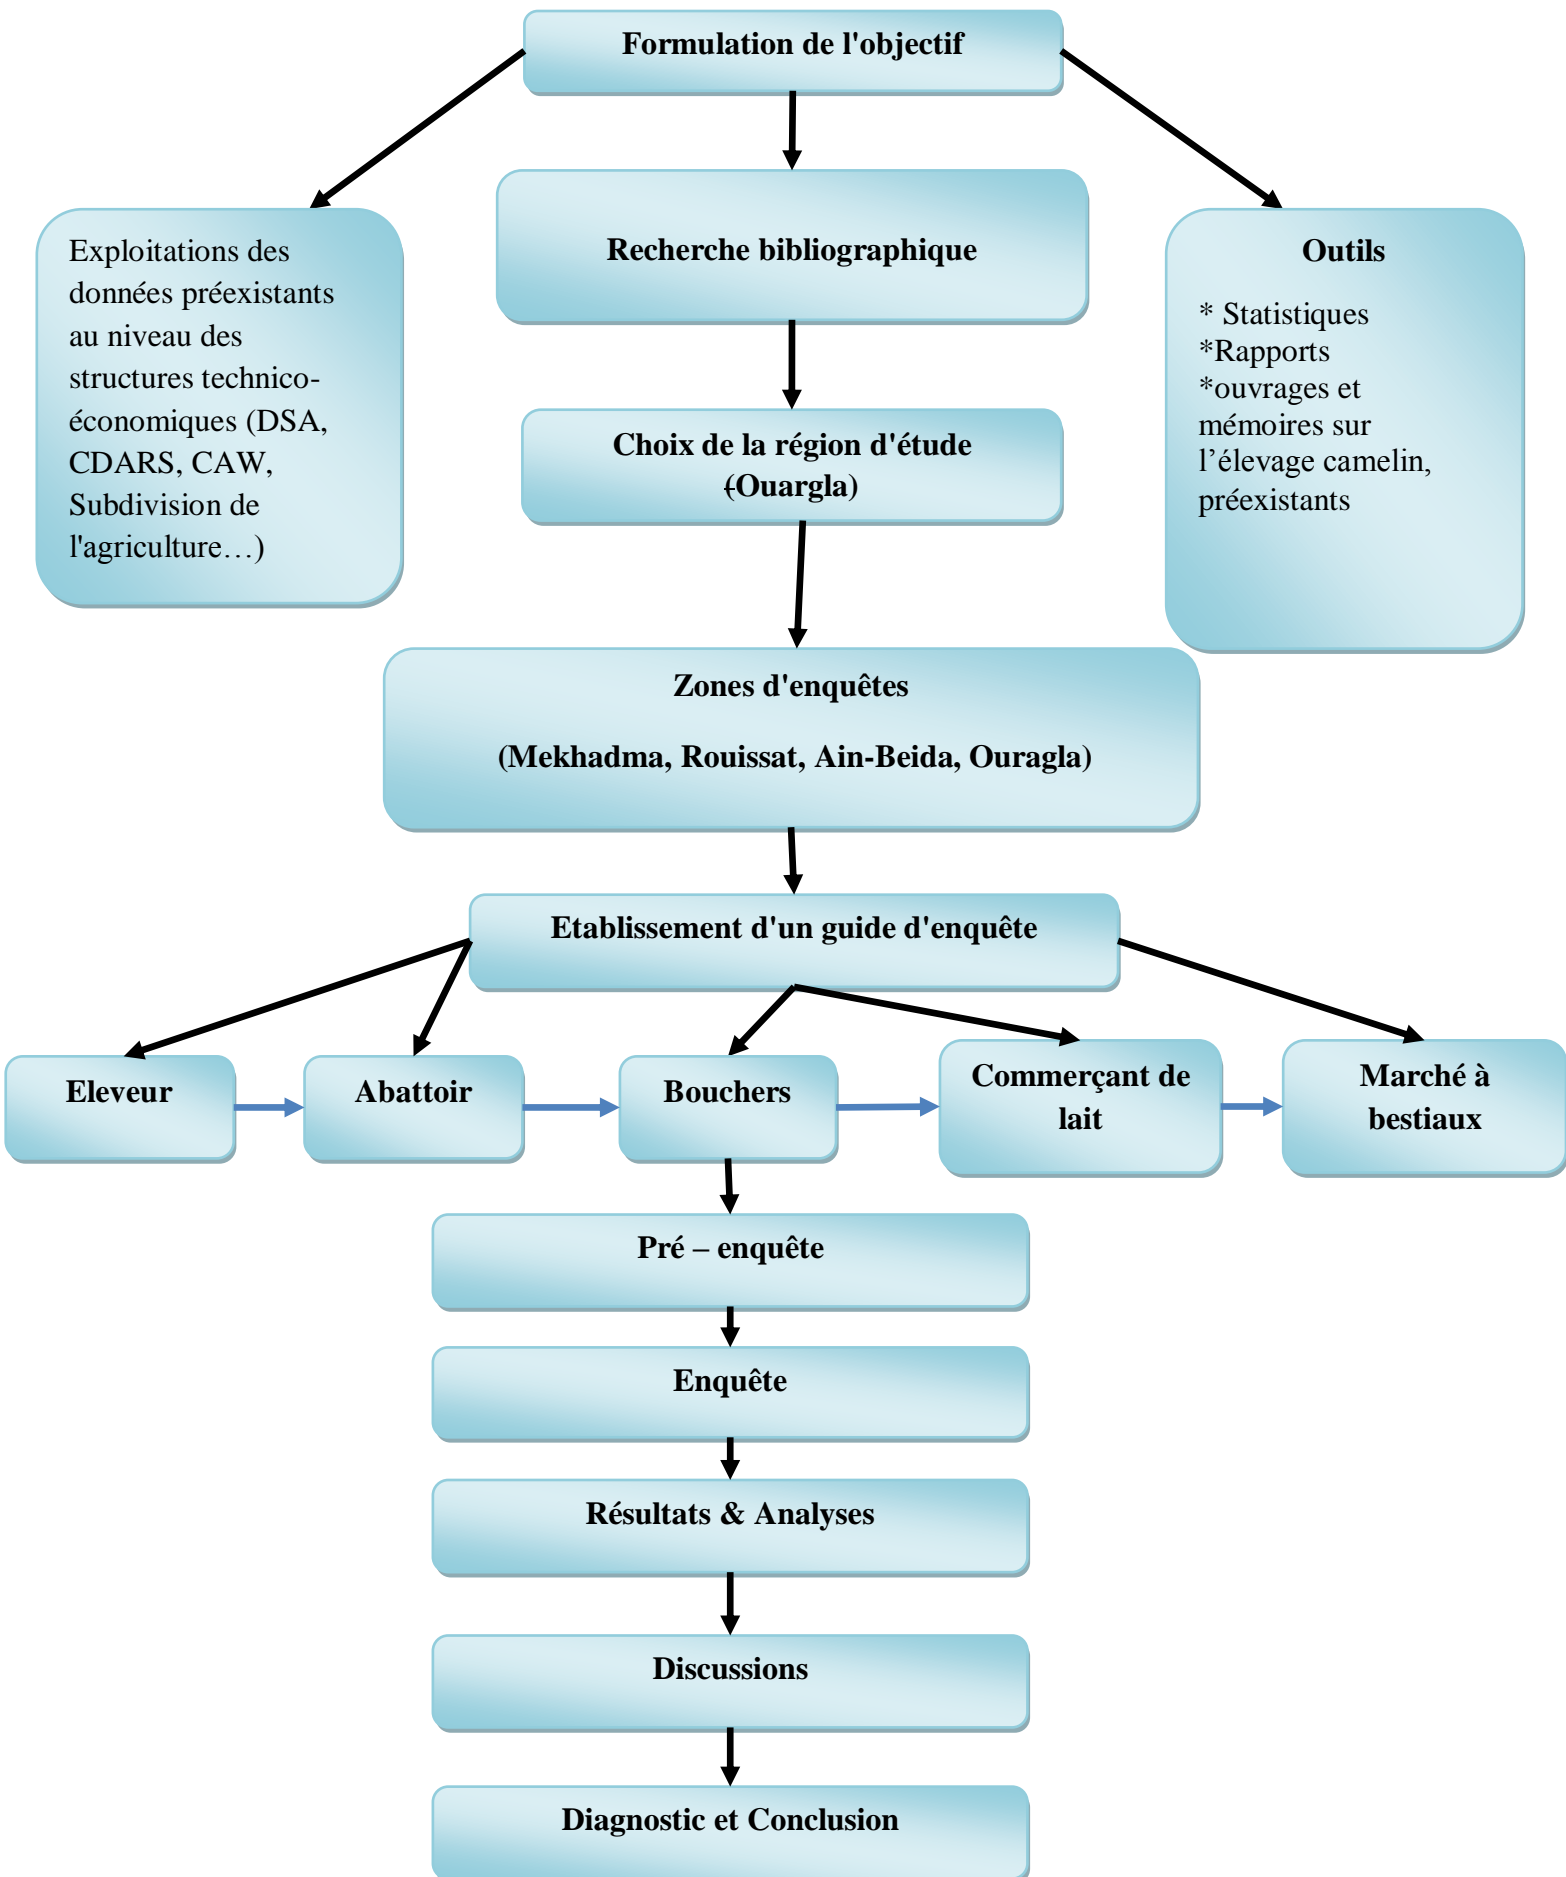 Formulation de l'objectif
Exploitations des
données préexistants
au niveau des
structures technico-
économiques (DSA,
CDARS, CAW,
Subdivision de
l'agriculture…)
Recherche bibliographique
Outils
* Statistiques
*Rapports
*ouvrages et
mémoires sur
l’élevage camelin,
préexistants
Choix de la région d'étude
(Ouargla)
Zones d'enquêtes
(Mekhadma, Rouissat, Ain-Beida, Ouragla)
Etablissement d'un guide d'enquête
Eleveur
Abattoir
Bouchers
Commerçant de
lait
Marché à
bestiaux
Pré – enquête
Enquête
Résultats & Analyses
Discussions
Diagnostic et Conclusion